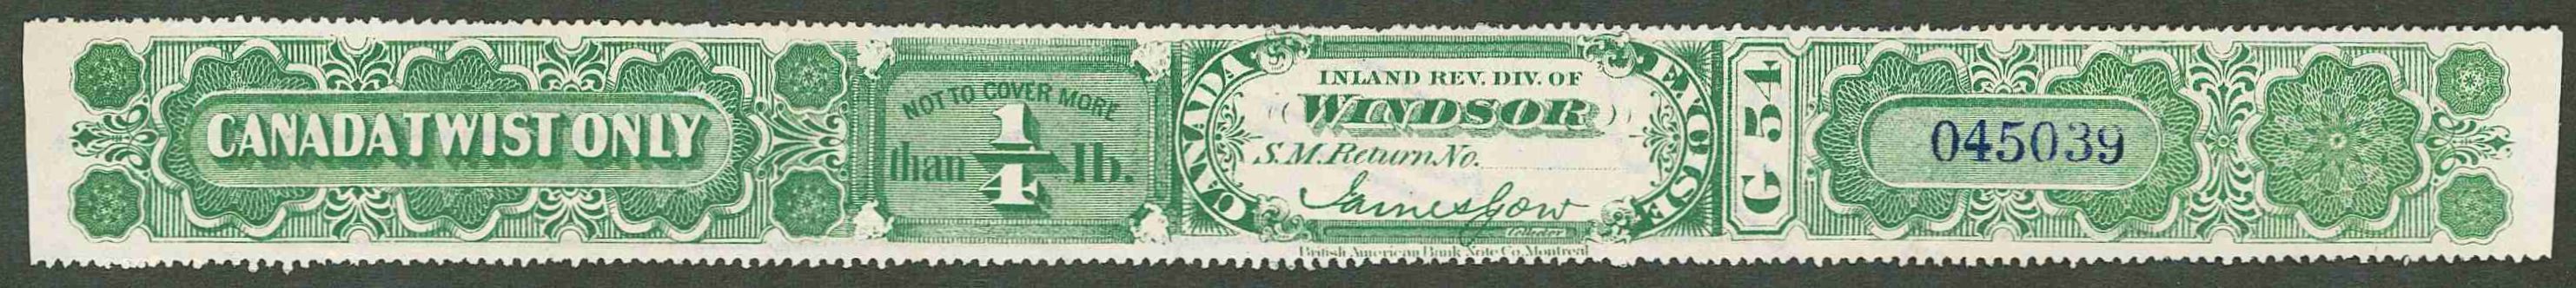 CANADA TWIST ONLY
NOT TO COVER MORE
than 1/4 lb.
CANADA
INLAND REV. DIV. OF
WINDSOR
S.M. Return No.
James Gow
Collector
EXCISE
G 54
045039
British American Bank Note Co. Montreal